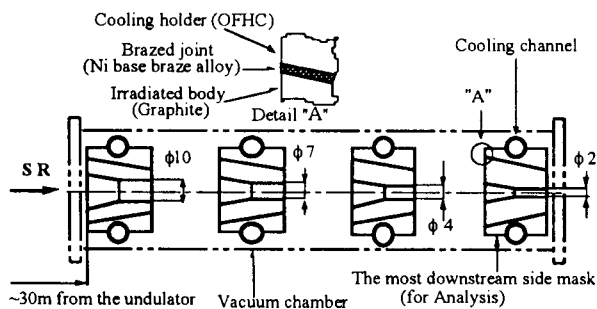 Cooling holder (OFHC)
Brazed joint
(Ni base braze alloy)
Irradiated body
(Graphite)
Detail "A"
Cooling channel
"A"
SR
ϕ10
ϕ7
ϕ4
ϕ2
~30m from the undulator
Vacuum chamber
The most downstream side mask
(for Analysis)